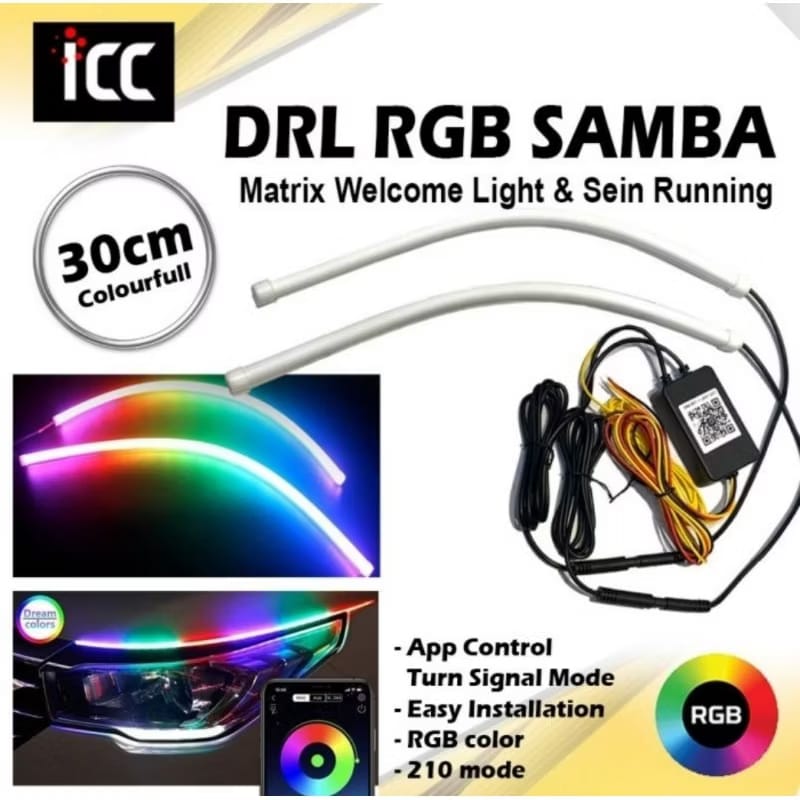 iCC
DRL RGB SAMBA
Matrix Welcome Light & Sein Running
30cm
Colourfull
Dream
colors
- App Control
Turn Signal Mode
- Easy Installation
- RGB color
- 210 mode
RGB